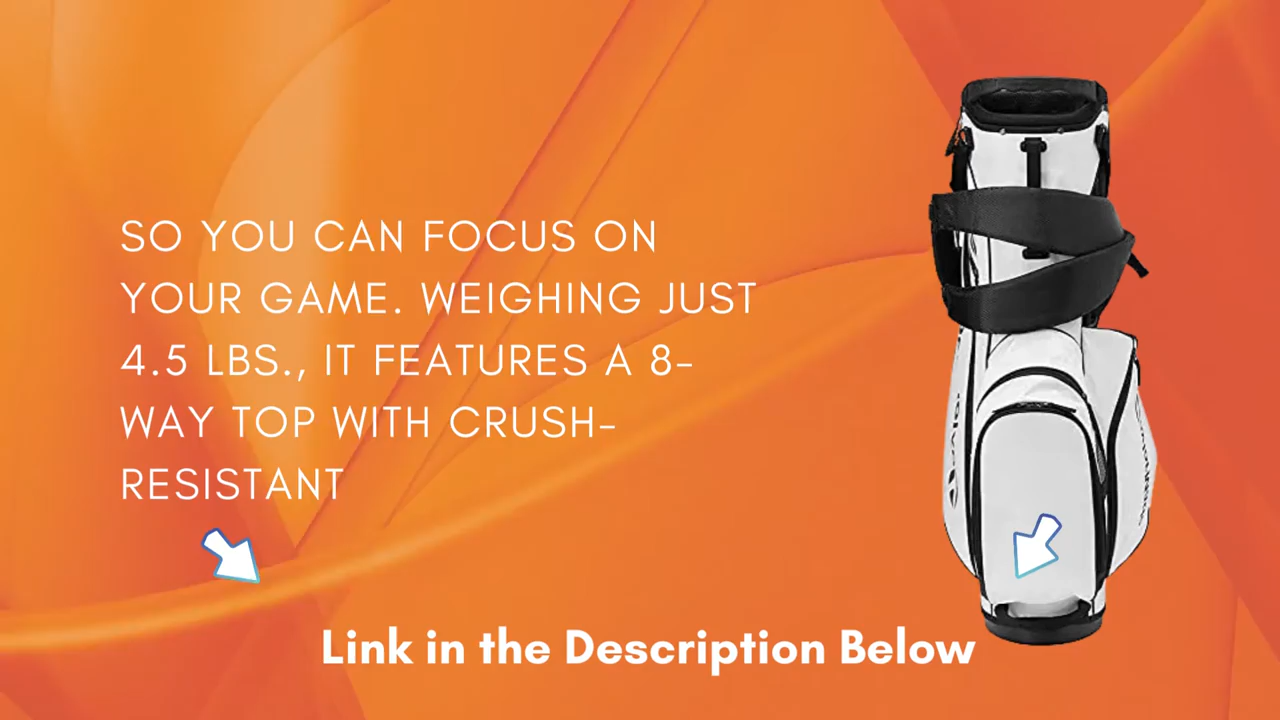 SO YOU CAN FOCUS ON
YOUR GAME. WEIGHING JUST
4.5 LBS., IT FEATURES A 8-
WAY TOP WITH CRUSH-
RESISTANT
Link in the Description Below